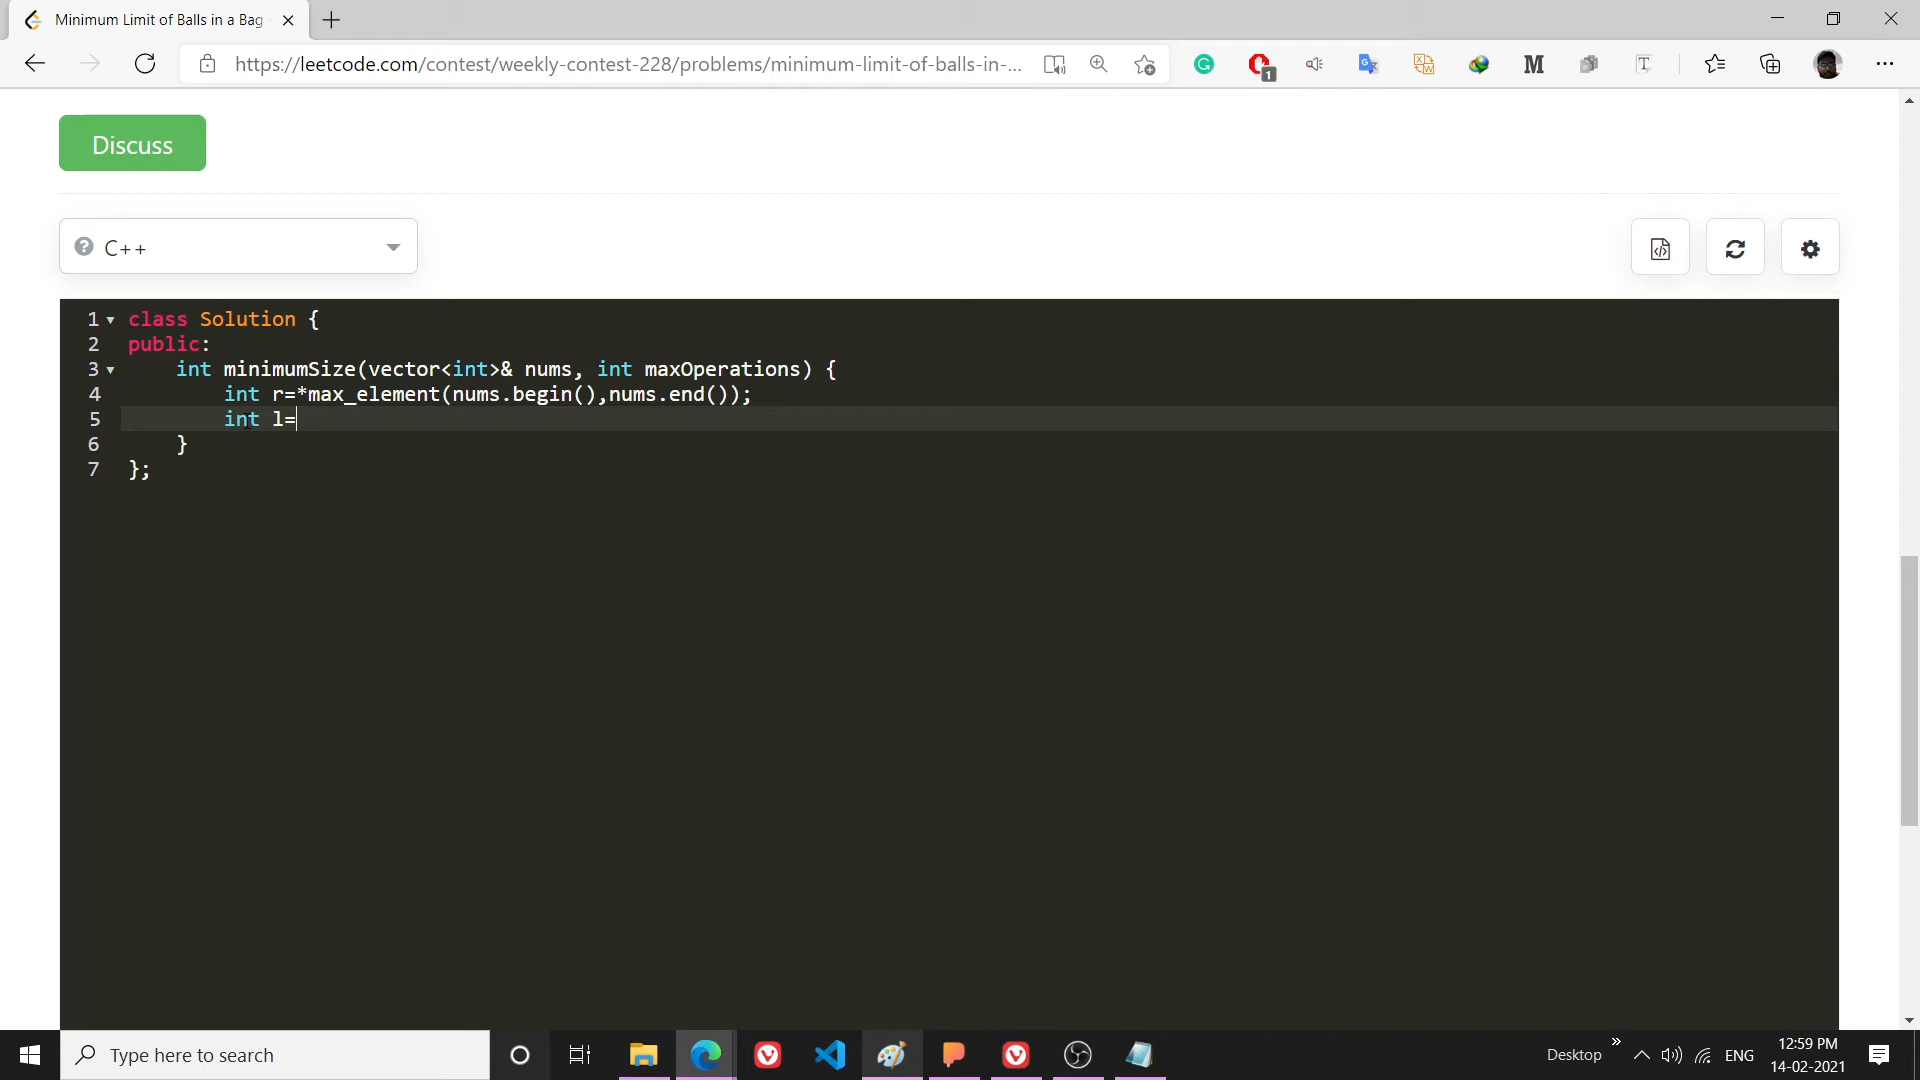 Minimum Limit of Balls in a Bag
https://leetcode.com/contest/weekly-contest-228/problems/minimum-limit-of-balls-in-...
1
M
T
Discuss
C++
1 class Solution {
2 public:
3 int minimumSize(vector<int>& nums, int maxOperations) {
4 int r=*max_element(nums.begin(),nums.end());
5 int l=
6 }
7 };
Type here to search
Desktop
ENG
12:59 PM
14-02-2021